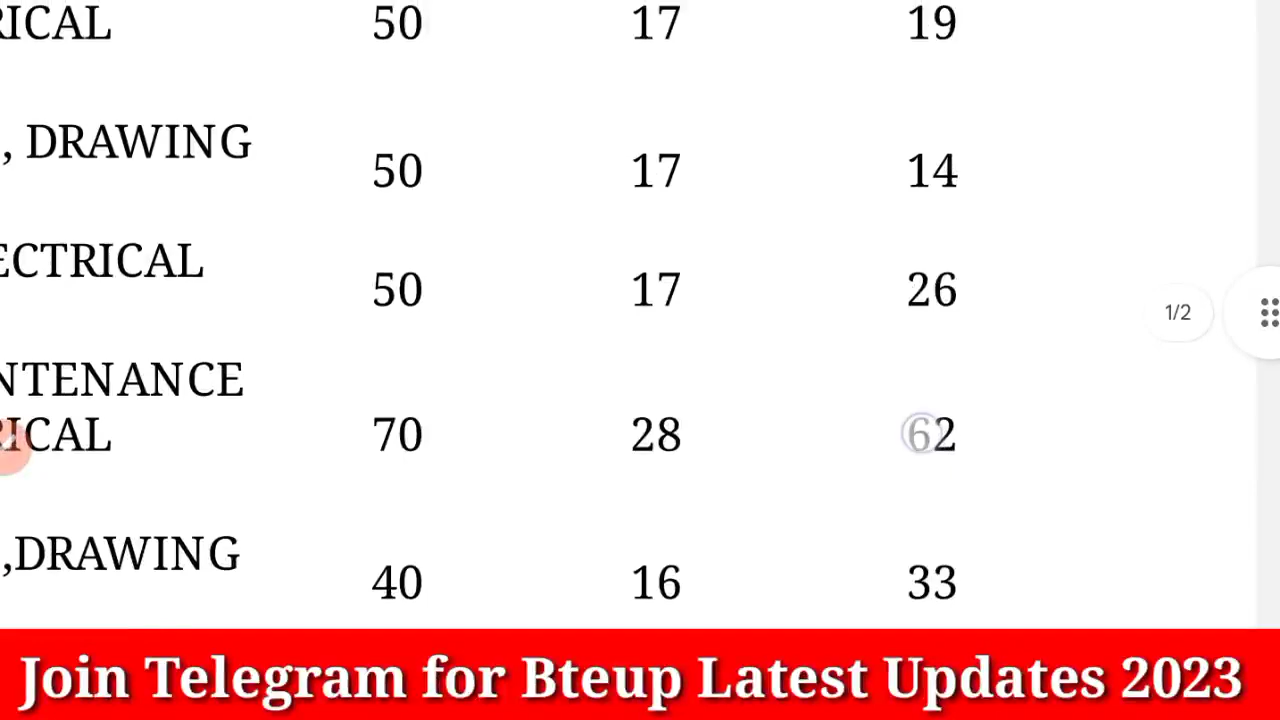 RICAL 50 17 19
, DRAWING
50 17 14
ECTRICAL
50 17 26
1/2
NTENANCE
RICAL 70 28 62
,DRAWING
40 16 33
Join Telegram for Bteup Latest Updates 2023